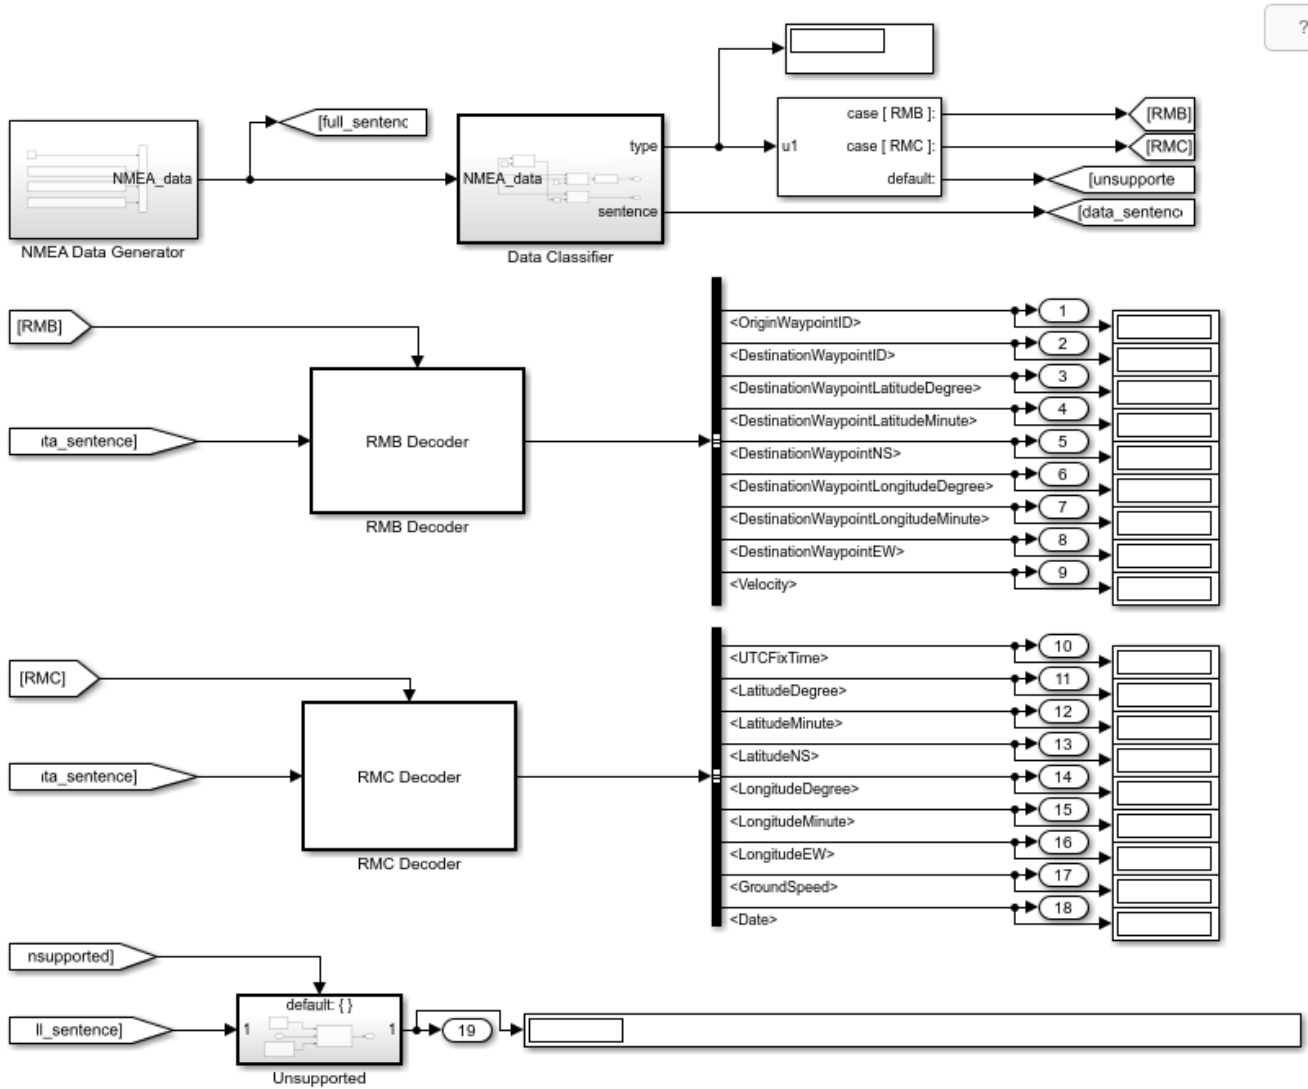 ?
[full_sentenc
case [ RMB ]:
[RMB]
type
u1
case [ RMC ]:
[RMC]
NMEA_data
NMEA_data
default:
[unsupporte
sentence
[data_sentenc
NMEA Data Generator
Data Classifier
[RMB]
1
<OriginWaypointID>
2
<DestinationWaypointID>
3
<DestinationWaypointLatitudeDegree>
4
<DestinationWaypointLatitudeMinute>
ita_sentence]
RMB Decoder
5
<DestinationWaypointNS>
6
<DestinationWaypointLongitudeDegree>
7
<DestinationWaypointLongitudeMinute>
RMB Decoder
8
<DestinationWaypointEW>
9
<Velocity>
10
<UTCFixTime>
[RMC]
11
<LatitudeDegree>
12
<LatitudeMinute>
13
<LatitudeNS>
ita_sentence]
RMC Decoder
14
<LongitudeDegree>
15
<LongitudeMinute>
16
<LongitudeEW>
RMC Decoder
17
<GroundSpeed>
18
<Date>
nsupported]
default: { }
ll_sentence]
1
1
19
Unsupported